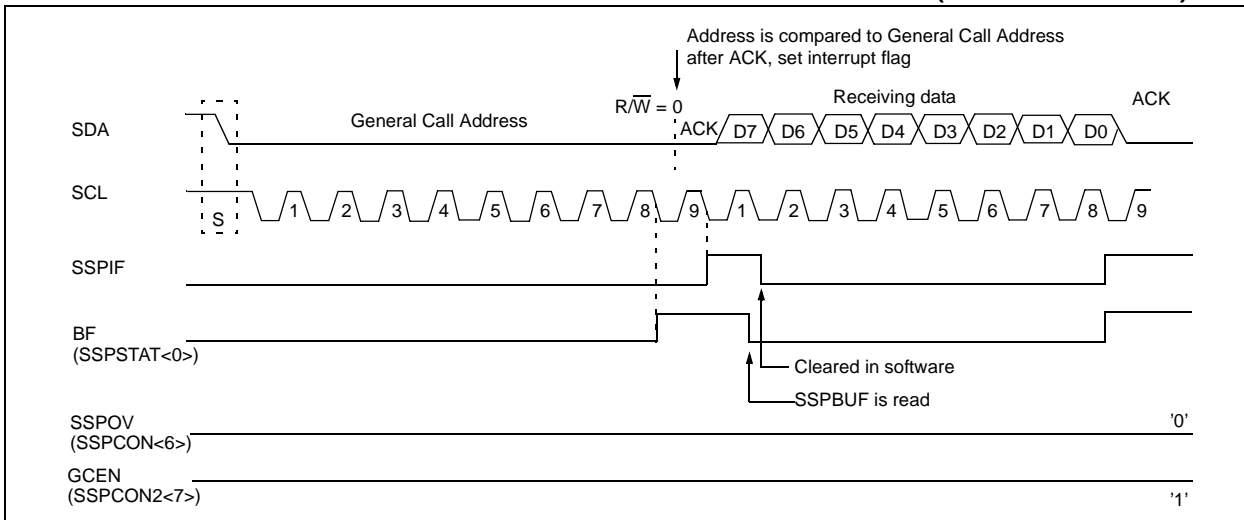 Address is compared to General Call Address
after ACK, set interrupt flag
R/W = 0
Receiving data
ACK
SDA
General Call Address
ACK
D7
D6
D5
D4
D3
D2
D1
D0
SCL
S
1
2
3
4
5
6
7
8
9
1
2
3
4
5
6
7
8
9
SSPIF
BF
(SSPSTAT<0>)
Cleared in software
SSPBUF is read
SSPOV
(SSPCON<6>)
'0'
GCEN
(SSPCON2<7>)
'1'